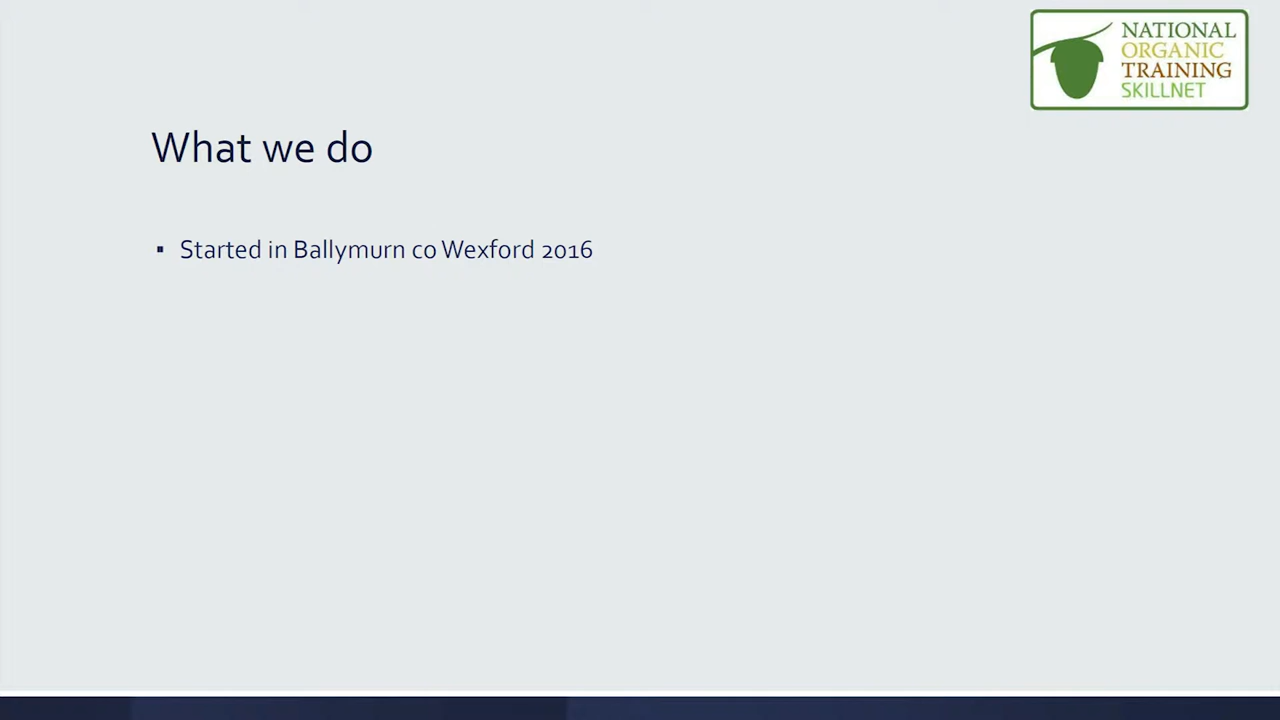 NATIONAL
ORGANIC
TRAINING
SKILLNET
What we do
▪ Started in Ballymurn co Wexford 2016